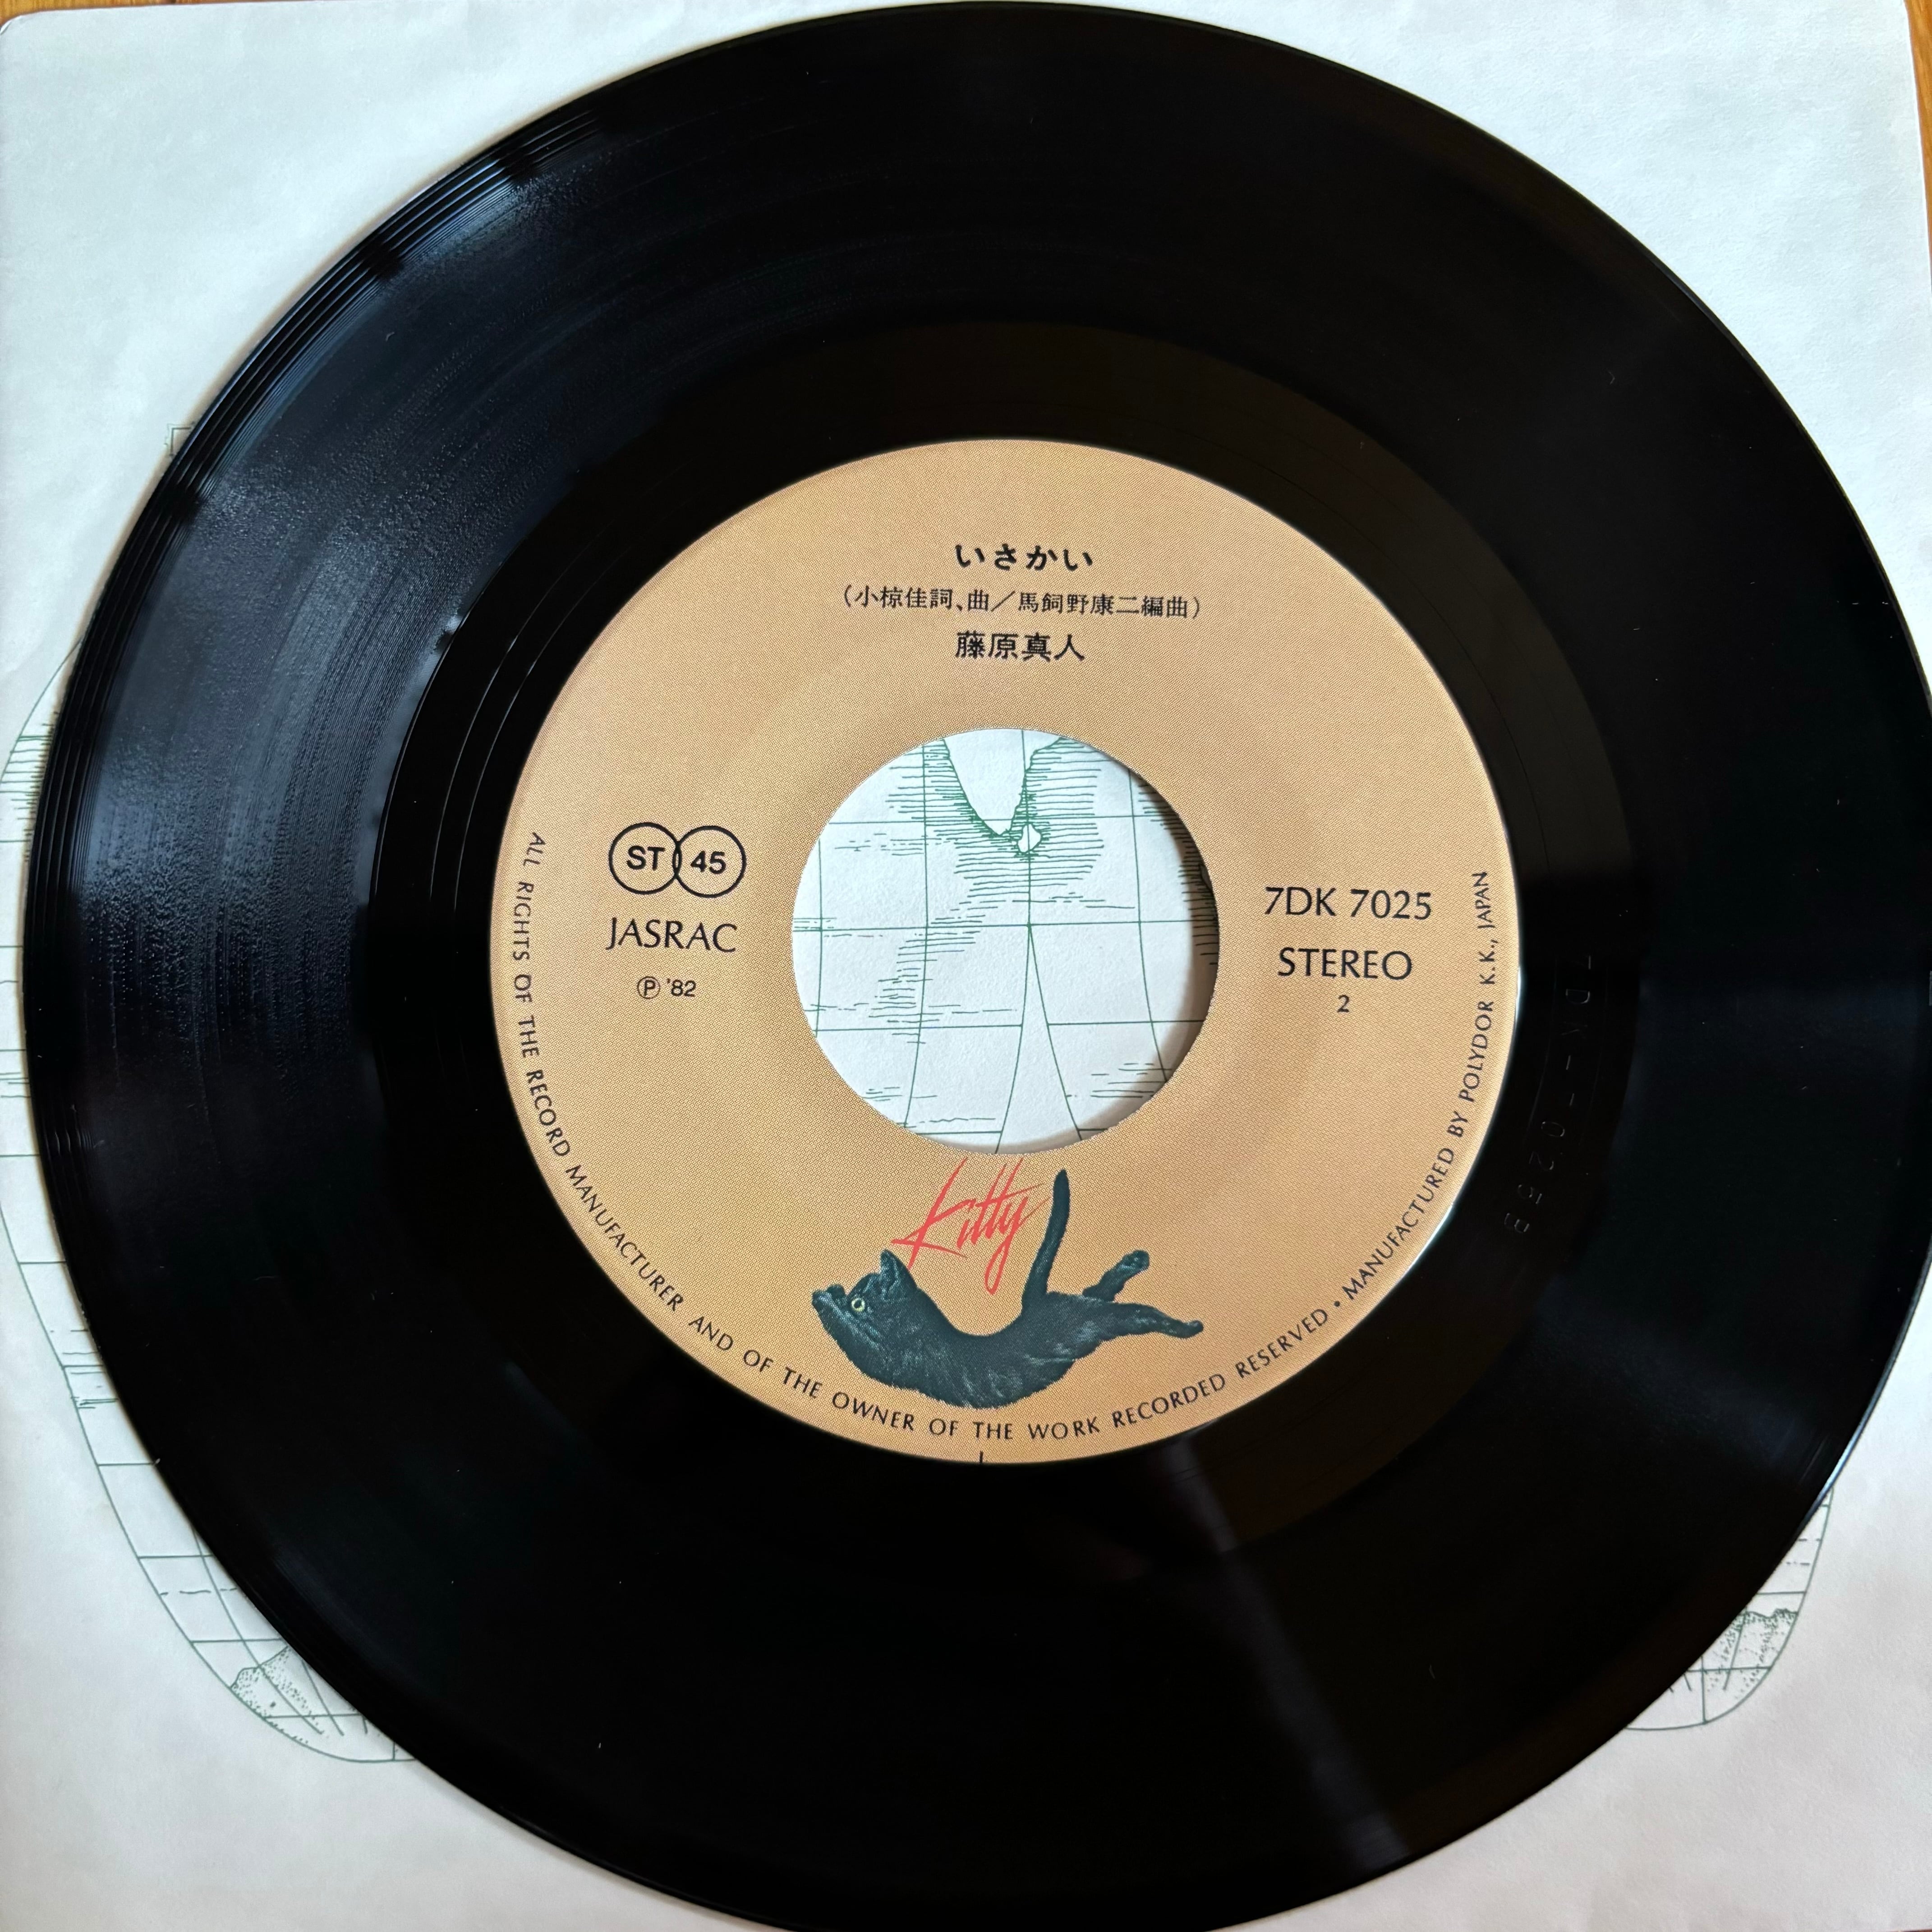 いさかい
(小椋佳詞、曲／馬飼野康二編曲)
藤原真人
ST 45
JASRAC
Ⓟ '82
7DK 7025
STEREO
2
Kitty
ALL RIGHTS OF THE RECORD MANUFACTURER AND OF THE OWNER OF THE WORK RECORDED RESERVED • MANUFACTURED BY POLYDOR K.K., JAPAN